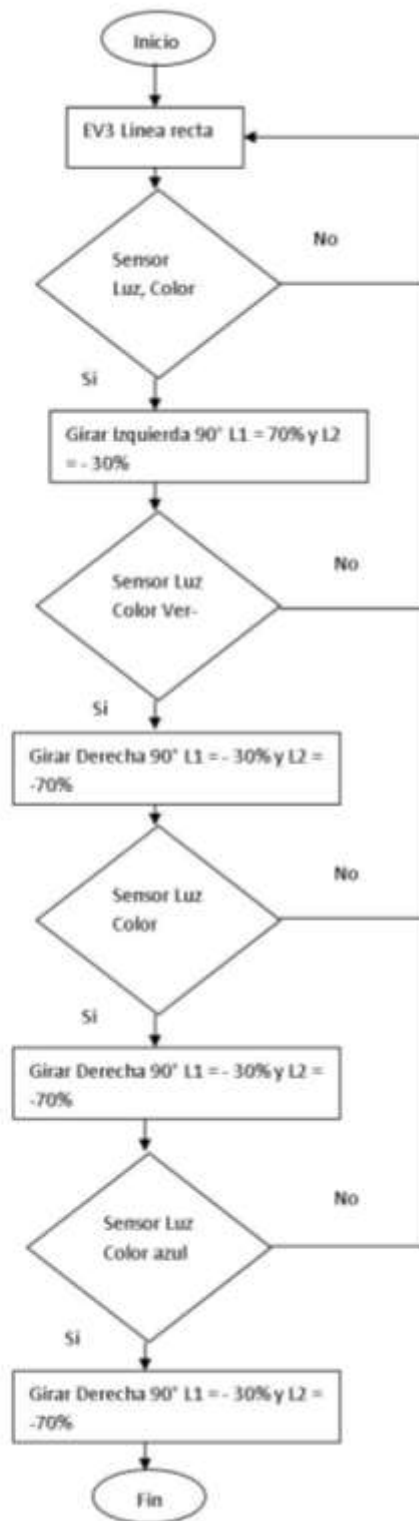 Inicio
EV3 Linea recta
No
Sensor
Luz, Color
Si
Girar Izquierda 90° L1 = 70% y L2
= - 30%
No
Sensor Luz
Color Ver-
Si
Girar Derecha 90° L1 = - 30% y L2 =
-70%
No
Sensor Luz
Color
Si
Girar Derecha 90° L1 = - 30% y L2 =
-70%
No
Sensor Luz
Color azul
Si
Girar Derecha 90° L1 = - 30% y L2 =
-70%
Fin